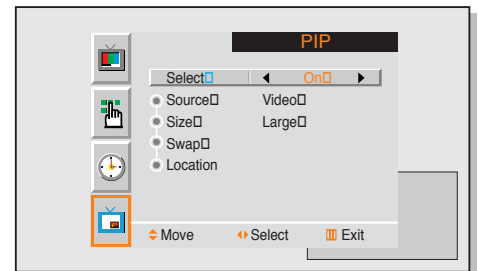 PIP
Select□ ◀ On□ ▶
Source□ Video□
Size□ Large□
Swap□
Location
Move Select Exit